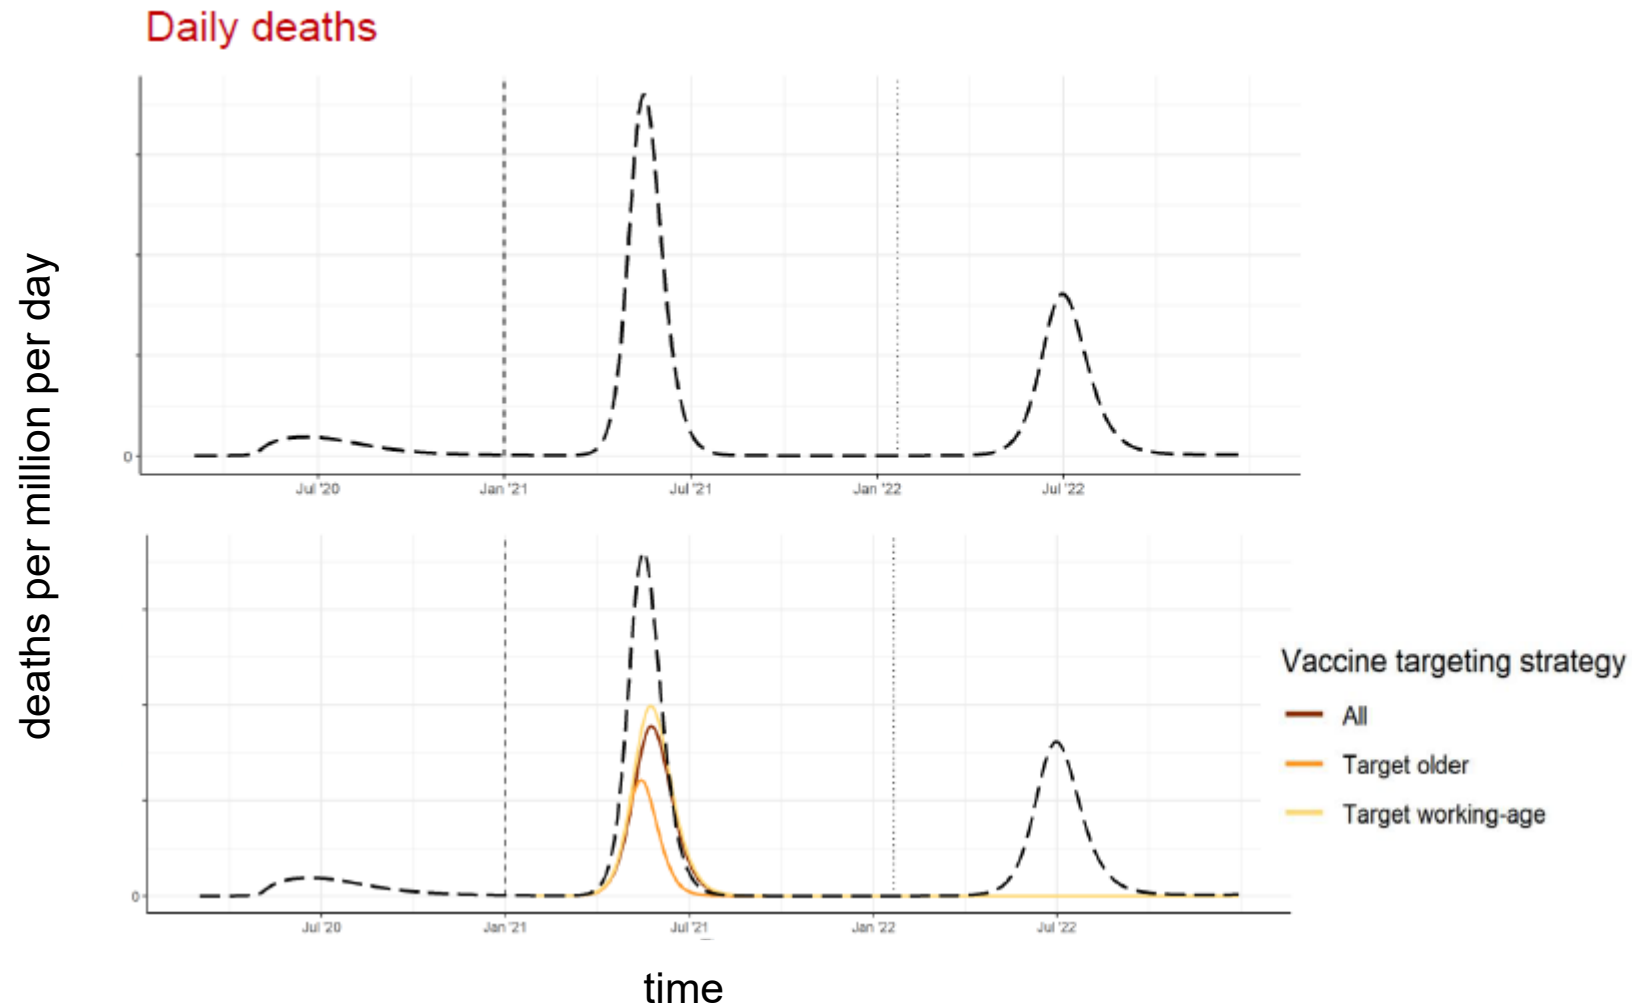 Daily deaths
deaths per million per day
0
Jul '20
Jan '21
Jul '21
Jan '22
Jul '22
0
Jul '20
Jan '21
Jul '21
Jan '22
Jul '22
time
Vaccine targeting strategy
All
Target older
Target working-age